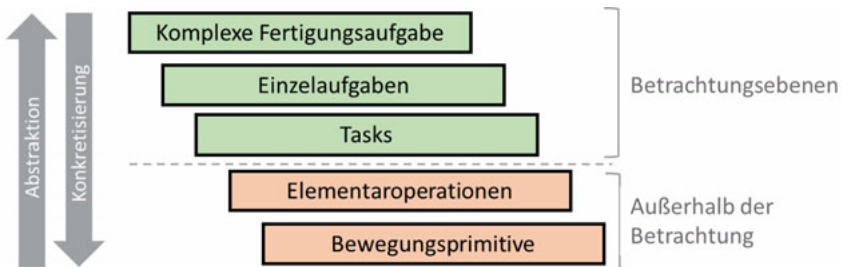 Abstraktion
Konkretisierung
Komplexe Fertigungsaufgabe
Einzelaufgaben
Tasks
Elementaroperationen
Bewegungsprimitive
Betrachtungsebenen
Außerhalb der
Betrachtung